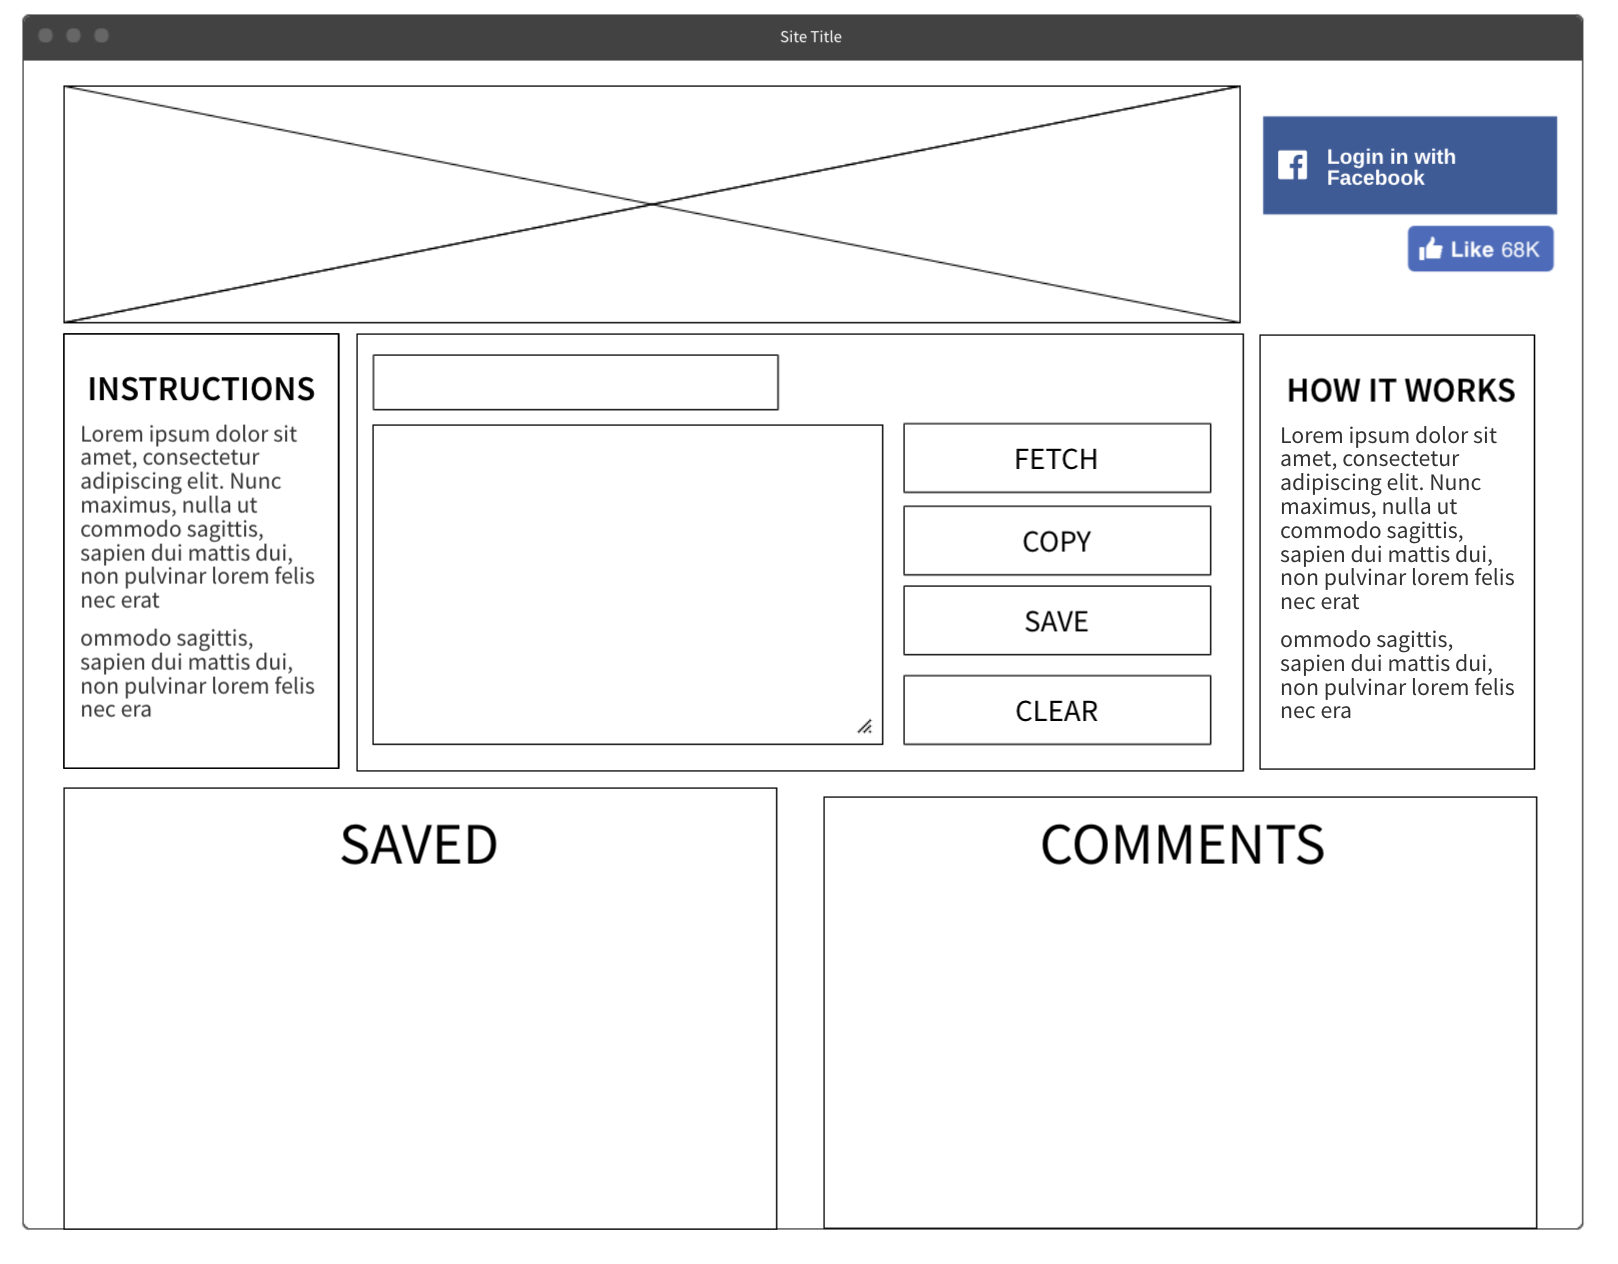 Site Title
Login in with
Facebook
Like 68K
INSTRUCTIONS
Lorem ipsum dolor sit
amet, consectetur
adipiscing elit. Nunc
maximus, nulla ut
commodo sagittis,
sapien dui mattis dui,
non pulvinar lorem felis
nec erat
ommodo sagittis,
sapien dui mattis dui,
non pulvinar lorem felis
nec era
FETCH
COPY
SAVE
CLEAR
HOW IT WORKS
Lorem ipsum dolor sit
amet, consectetur
adipiscing elit. Nunc
maximus, nulla ut
commodo sagittis,
sapien dui mattis dui,
non pulvinar lorem felis
nec erat
ommodo sagittis,
sapien dui mattis dui,
non pulvinar lorem felis
nec era
SAVED
COMMENTS